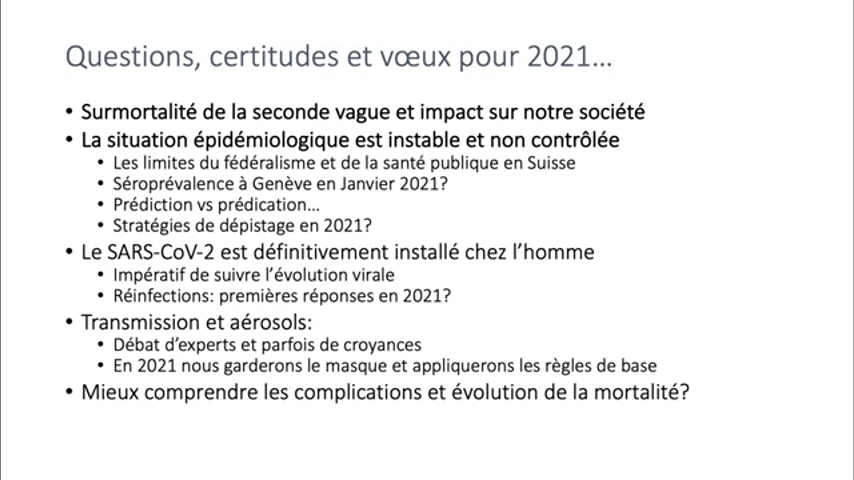 Questions, certitudes et vœux pour 2021...
• Surmortalité de la seconde vague et impact sur notre société
• La situation épidémiologique est instable et non contrôlée
• Les limites du fédéralisme et de la santé publique en Suisse
• Séroprévalence à Genève en Janvier 2021?
• Prédiction vs prédication...
• Stratégies de dépistage en 2021?
• Le SARS-CoV-2 est définitivement installé chez l'homme
• Impératif de suivre l'évolution virale
• Réinfections: premières réponses en 2021?
• Transmission et aérosols:
• Débat d'experts et parfois de croyances
• En 2021 nous garderons le masque et appliquerons les règles de base
• Mieux comprendre les complications et évolution de la mortalité?